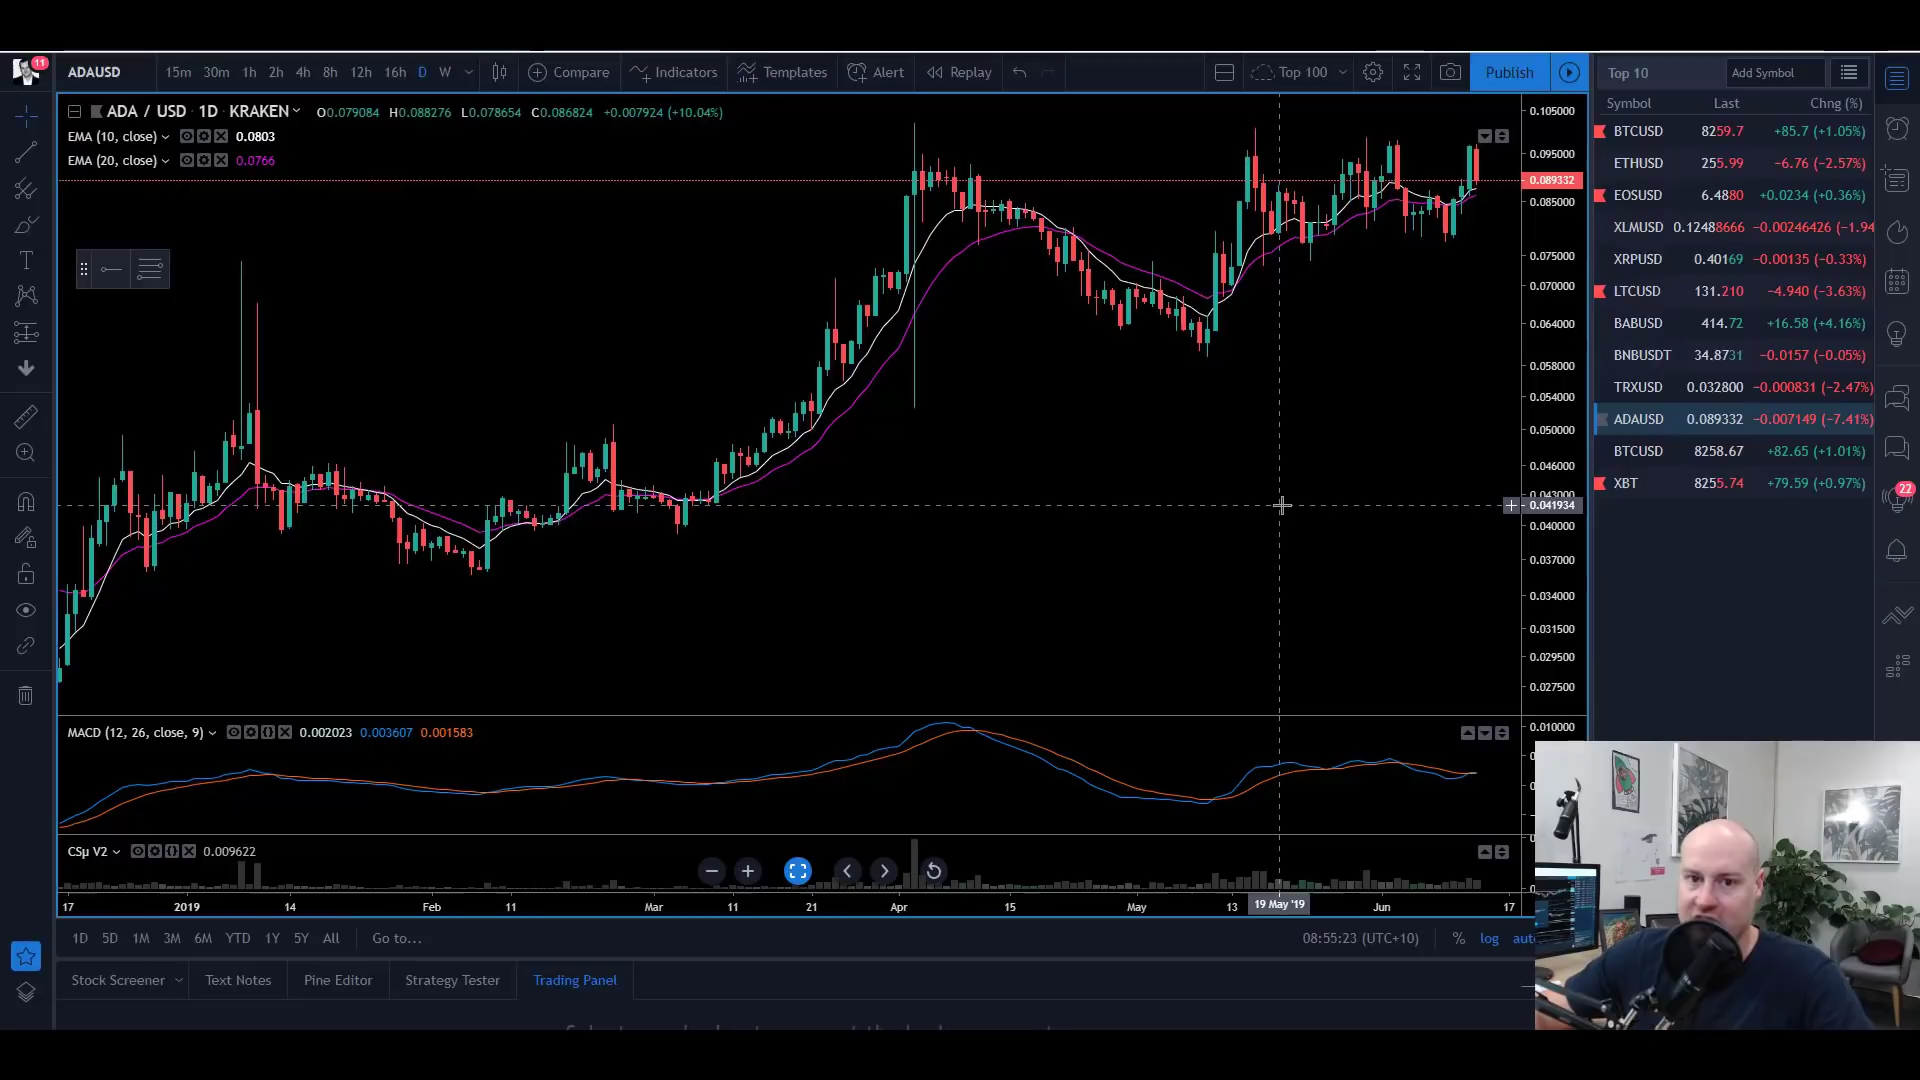 11
ADAUSD 15m 30m 1h 2h 4h 8h 12h 16h D W Compare Indicators Templates Alert Replay Top 100 Publish
Top 10 Add Symbol
Symbol Last Chng (%)
ADA / USD · 1D · KRAKEN O0.079084 H0.088276 L0.078654 C0.086824 +0.007924 (+10.04%)
EMA (10, close) 0.0803
EMA (20, close) 0.0766
0.105000
0.095000
0.089332
0.085000
0.075000
0.070000
0.064000
0.058000
0.054000
0.050000
0.046000
0.043000
0.041934
0.040000
0.037000
0.034000
0.031500
0.029500
0.027500
BTCUSD 8259.7 +85.7 (+1.05%)
ETHUSD 255.99 −6.76 (−2.57%)
EOSUSD 6.4880 +0.0234 (+0.36%)
XLMUSD 0.12488666 −0.00246426 (−1.94
XRPUSD 0.40169 −0.00135 (−0.33%)
LTCUSD 131.210 −4.940 (−3.63%)
BABUSD 414.72 +16.58 (+4.16%)
BNBUSDT 34.8731 −0.0157 (−0.05%)
TRXUSD 0.032800 −0.000831 (−2.47%)
ADAUSD 0.089332 −0.007149 (−7.41%)
BTCUSD 8258.67 +82.65 (+1.01%)
XBT 8255.74 +79.59 (+0.97%)
22
MACD (12, 26, close, 9) 0.002023 0.003607 0.001583
0.010000
CSμ V2 0.009622
17 2019 14 Feb 11 Mar 11 21 Apr 15 May 13 19 May '19 Jun 17
1D 5D 1M 3M 6M YTD 1Y 5Y All Go to... 08:55:23 (UTC+10) % log auto
Stock Screener Text Notes Pine Editor Strategy Tester Trading Panel